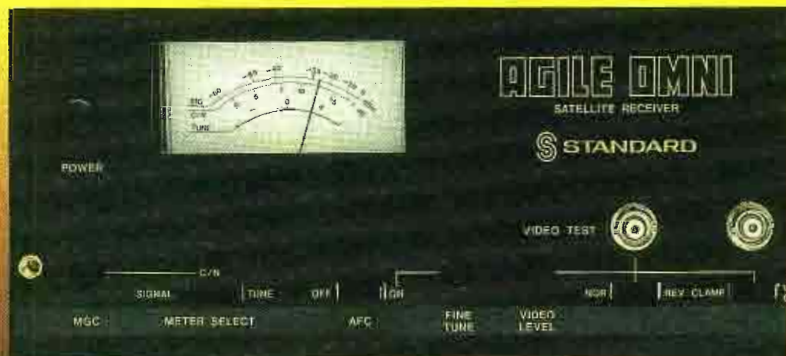 AGILE OMNI
SATELLITE RECEIVER
S STANDARD
SIG
C/N
TUNE
POWER
VIDEO TEST
C/N
SIGNAL TUNE OFF ON NOR REV. CLAMP
MGC METER SELECT AFC FINE TUNE VIDEO LEVEL